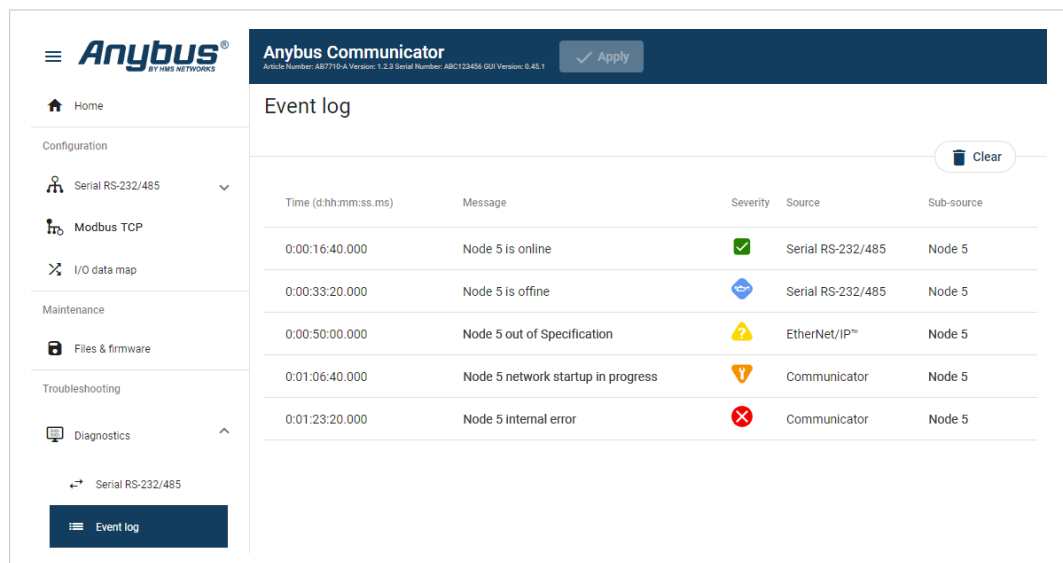 Anybus®
BY HMS NETWORKS
Anybus Communicator
Article Number: AB7710-A Version: 1.2.3 Serial Number: ABC123456 GUI Version: 0.45.1
Apply
Home
Configuration
Serial RS-232/485
Modbus TCP
I/O data map
Maintenance
Files & firmware
Troubleshooting
Diagnostics
Serial RS-232/485
Event log
Event log
Clear
Time (d:hh:mm:ss.ms) Message Severity Source Sub-source
0:00:16:40.000 Node 5 is online Serial RS-232/485 Node 5
0:00:33:20.000 Node 5 is offine Serial RS-232/485 Node 5
0:00:50:00.000 Node 5 out of Specification ? EtherNet/IP™ Node 5
0:01:06:40.000 Node 5 network startup in progress Communicator Node 5
0:01:23:20.000 Node 5 internal error Communicator Node 5